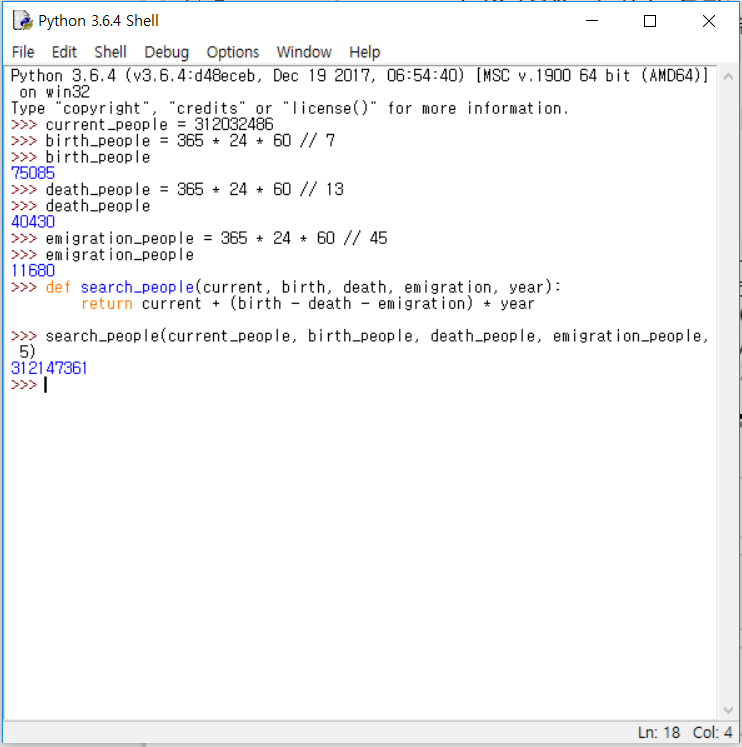 Python 3.6.4 Shell
File Edit Shell Debug Options Window Help
Python 3.6.4 (v3.6.4:d48eceb, Dec 19 2017, 06:54:40) [MSC v.1900 64 bit (AMD64)]
 on win32
Type "copyright", "credits" or "license()" for more information.
>>> current_people = 312032486
>>> birth_people = 365 * 24 * 60 // 7
>>> birth_people
75085
>>> death_people = 365 * 24 * 60 // 13
>>> death_people
40430
>>> emigration_people = 365 * 24 * 60 // 45
>>> emigration_people
11680
>>> def search_people(current, birth, death, emigration, year):
        return current + (birth - death - emigration) * year

>>> search_people(current_people, birth_people, death_people, emigration_people,
 5)
312147361
>>>
Ln: 18 Col: 4